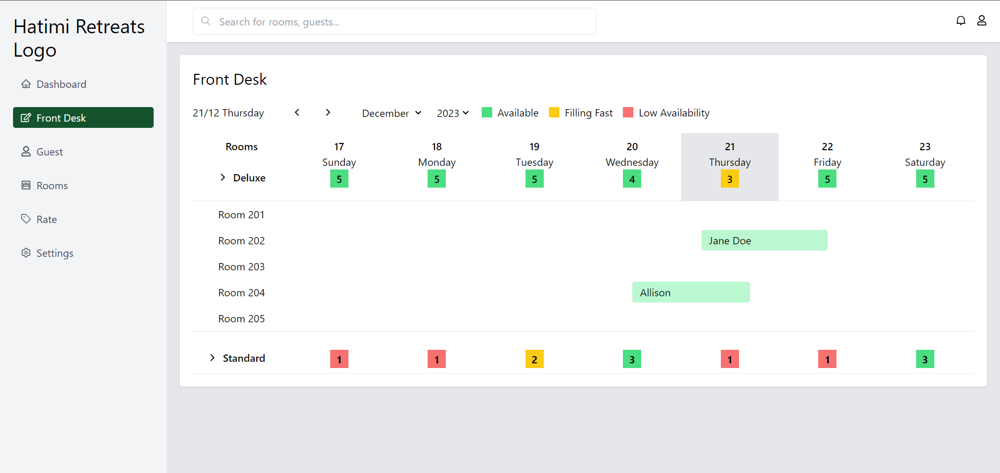 Hatimi Retreats
Logo
Dashboard
Front Desk
Guest
Rooms
Rate
Settings
Search for rooms, guests...
Front Desk
21/12 Thursday December 2023 Available Filling Fast Low Availability
Rooms 17 18 19 20 21 22 23
Sunday Monday Tuesday Wednesday Thursday Friday Saturday
Deluxe 5 5 5 4 3 5 5
Room 201
Room 202 Jane Doe
Room 203
Room 204 Allison
Room 205
Standard 1 1 2 3 1 1 3